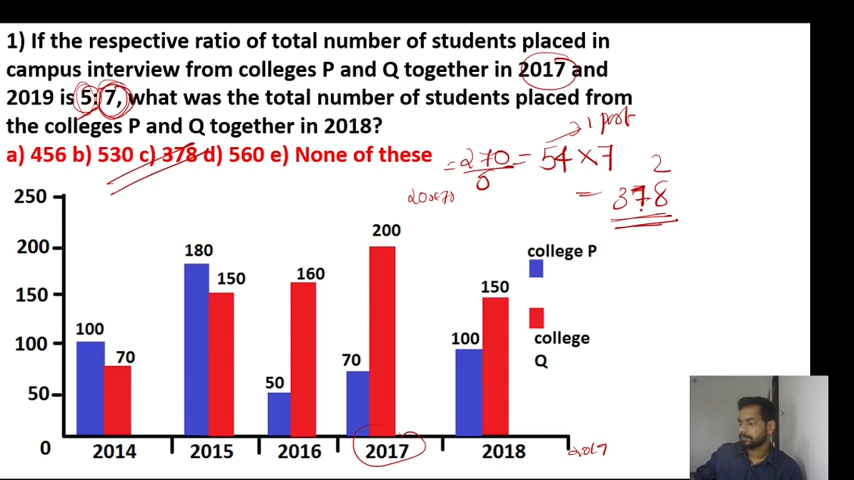 1) If the respective ratio of total number of students placed in
campus interview from colleges P and Q together in 2017 and
2019 is 5:7, what was the total number of students placed from
the colleges P and Q together in 2018?
1 part
a) 456 b) 530 c) 378 d) 560 e) None of these
= 270/5 = 54 × 7
2
= 378
200+70
250
200
150
100
50
0
100
70
180
150
50
160
70
200
100
150
college P
college
Q
2014
2015
2016
2017
2018
2017